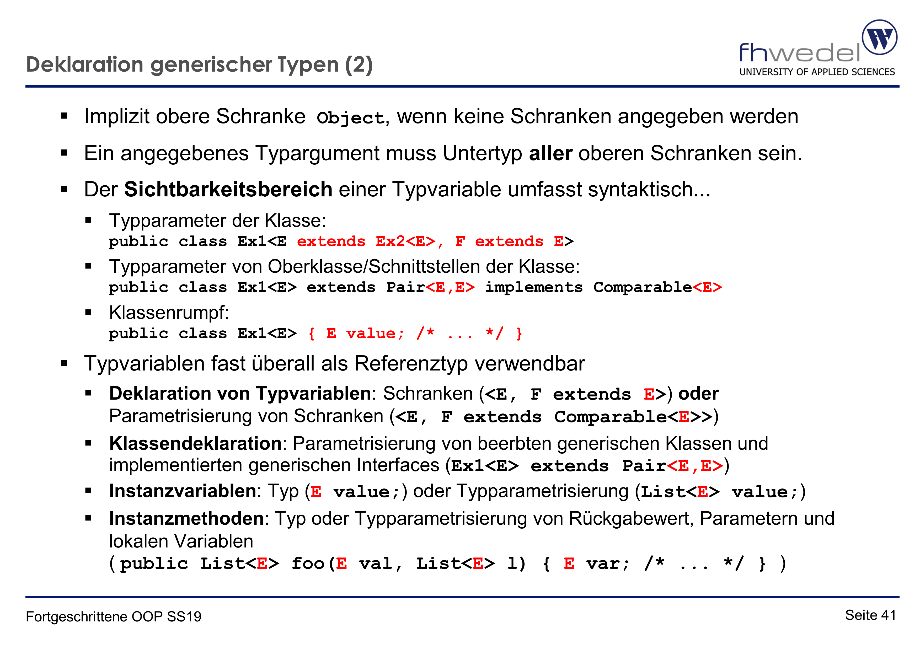 Deklaration generischer Typen (2)
fhwedel
UNIVERSITY OF APPLIED SCIENCES
▪ Implizit obere Schranke Object, wenn keine Schranken angegeben werden
▪ Ein angegebenes Typargument muss Untertyp aller oberen Schranken sein.
▪ Der Sichtbarkeitsbereich einer Typvariable umfasst syntaktisch...
▪ Typparameter der Klasse:
public class Ex1<E extends Ex2<E>, F extends E>
▪ Typparameter von Oberklasse/Schnittstellen der Klasse:
public class Ex1<E> extends Pair<E,E> implements Comparable<E>
▪ Klassenrumpf:
public class Ex1<E> { E value; /* ... */ }
▪ Typvariablen fast überall als Referenztyp verwendbar
▪ Deklaration von Typvariablen: Schranken (<E, F extends E>) oder
Parametrisierung von Schranken (<E, F extends Comparable<E>>)
▪ Klassendeklaration: Parametrisierung von beerbten generischen Klassen und
implementierten generischen Interfaces (Ex1<E> extends Pair<E,E>)
▪ Instanzvariablen: Typ (E value;) oder Typparametrisierung (List<E> value;)
▪ Instanzmethoden: Typ oder Typparametrisierung von Rückgabewert, Parametern und
lokalen Variablen
( public List<E> foo(E val, List<E> l) { E var; /* ... */ } )
Fortgeschrittene OOP SS19
Seite 41